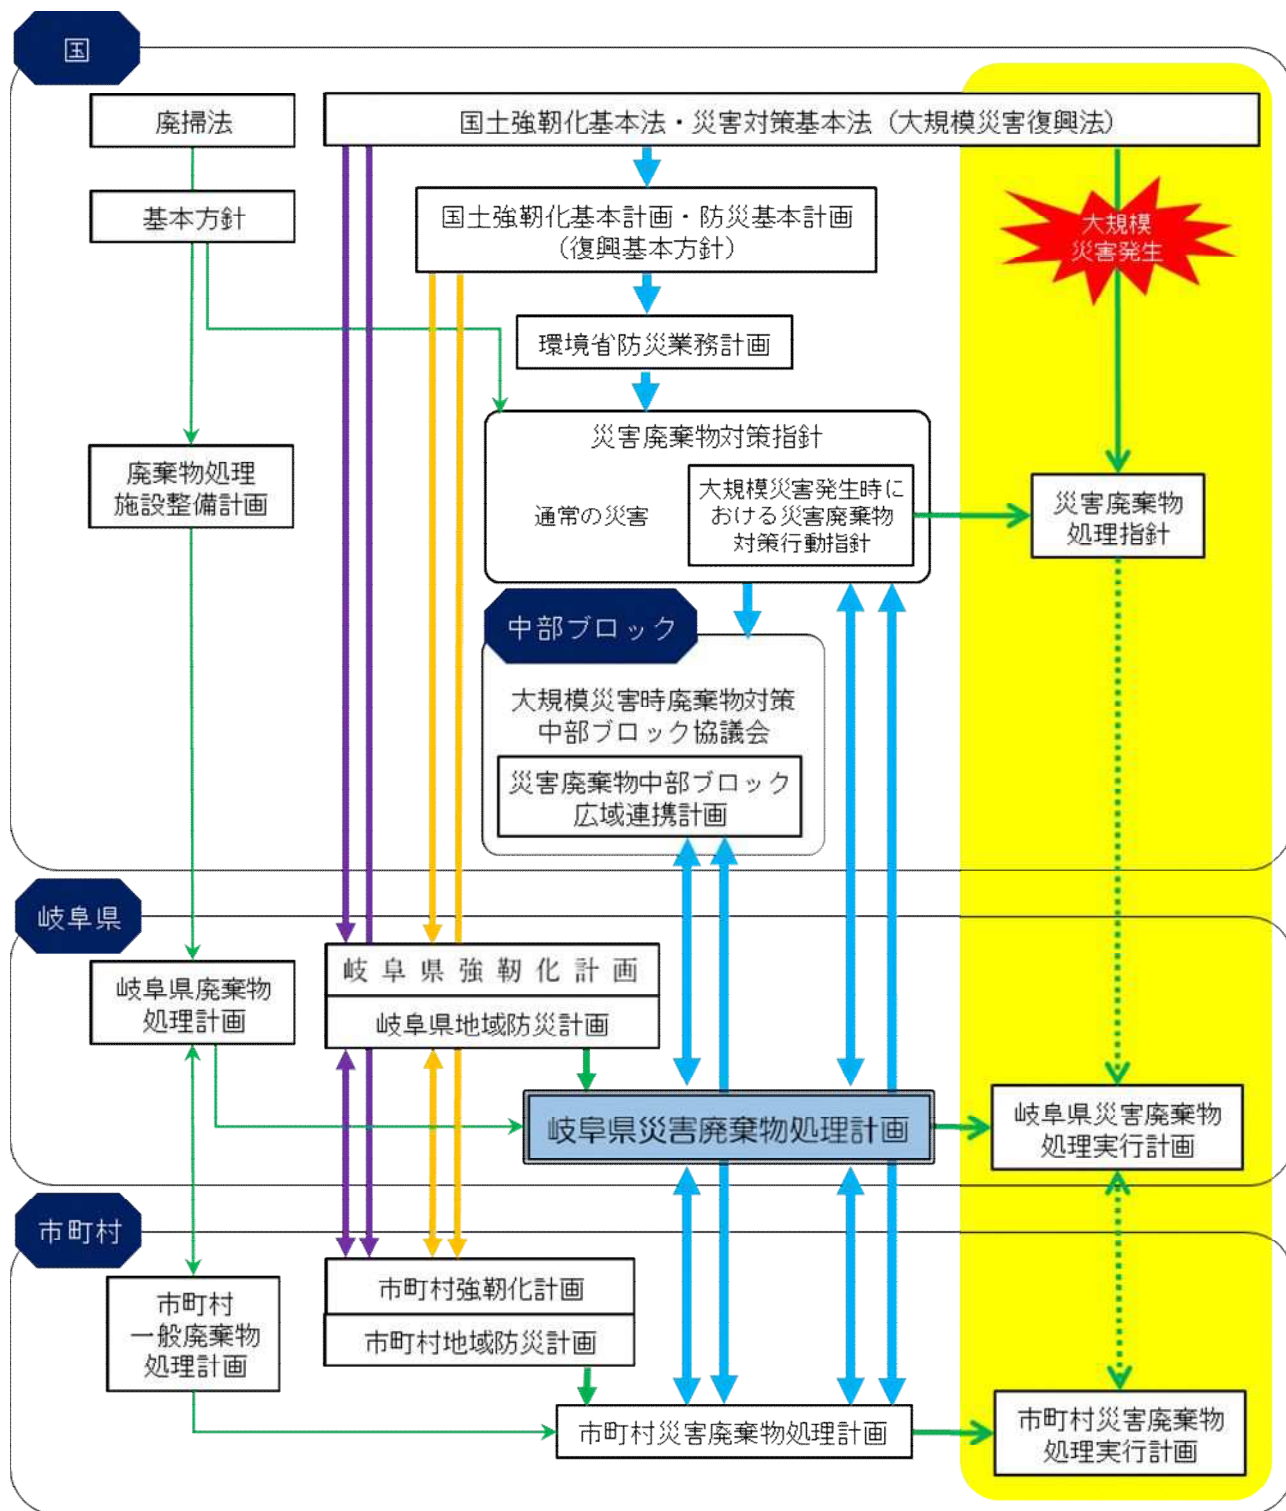 国
廃掃法
国土強靭化基本法・災害対策基本法（大規模災害復興法）
基本方針
国土強靭化基本計画・防災基本計画
（復興基本方針）
大規模
災害発生
環境省防災業務計画
災害廃棄物対策指針
廃棄物処理
施設整備計画
通常の災害
大規模災害発生時に
おける災害廃棄物
対策行動指針
災害廃棄物
処理指針
中部ブロック
大規模災害時廃棄物対策
中部ブロック協議会
災害廃棄物中部ブロック
広域連携計画
岐阜県
岐阜県廃棄物
処理計画
岐阜県強靭化計画
岐阜県地域防災計画
岐阜県災害廃棄物処理計画
岐阜県災害廃棄物
処理実行計画
市町村
市町村
一般廃棄物
処理計画
市町村強靭化計画
市町村地域防災計画
市町村災害廃棄物処理計画
市町村災害廃棄物
処理実行計画